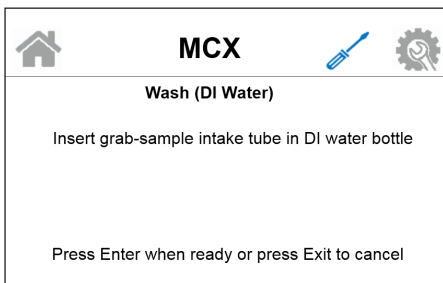 MCX
Wash (DI Water)
Insert grab-sample intake tube in DI water bottle
Press Enter when ready or press Exit to cancel